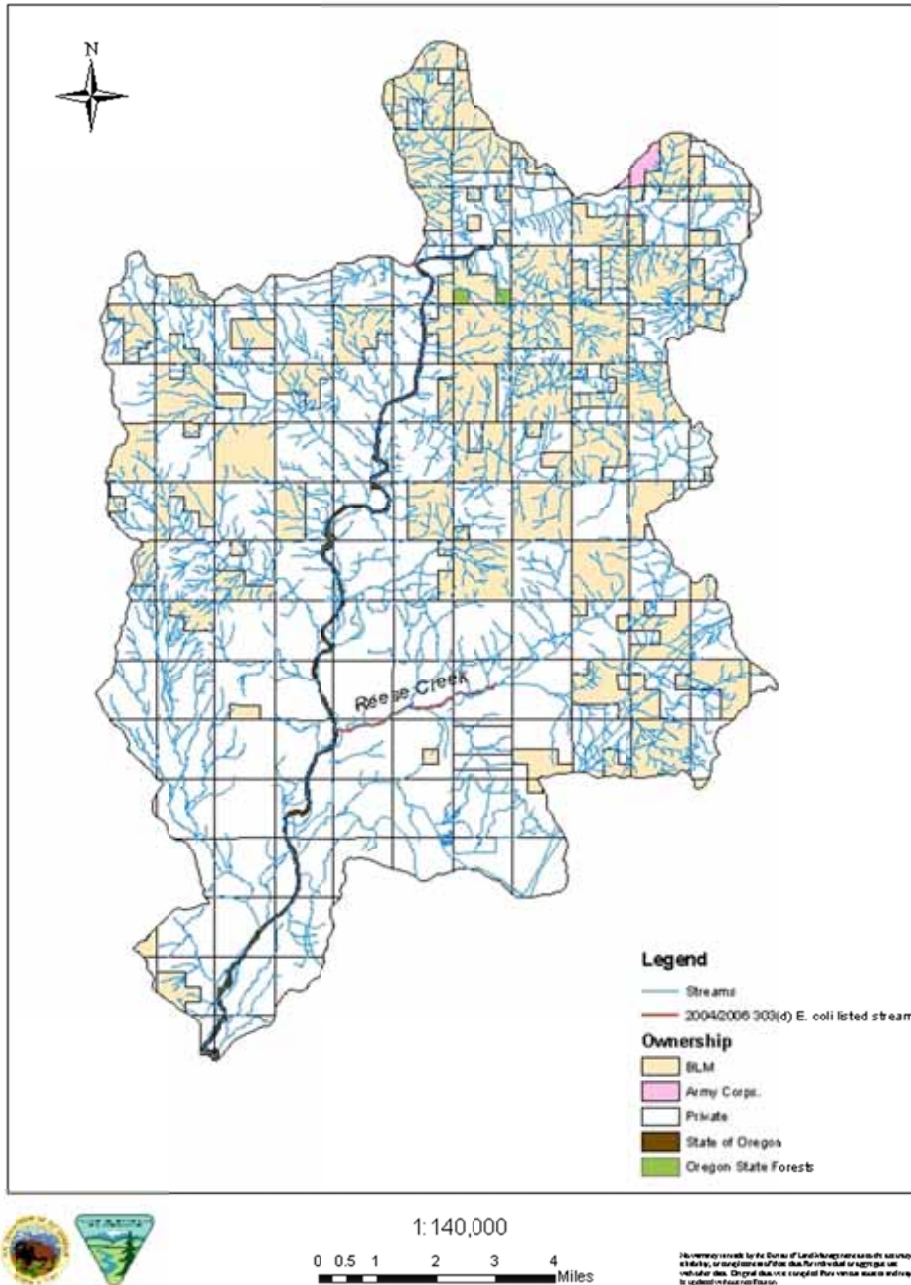 N
Reese Creek
Legend
Streams
2004/2006 303(d) E. coli listed stream
Ownership
BLM
Army Corps.
Private
State of Oregon
Oregon State Forests
1:140,000
0 0.5 1 2 3 4
Miles